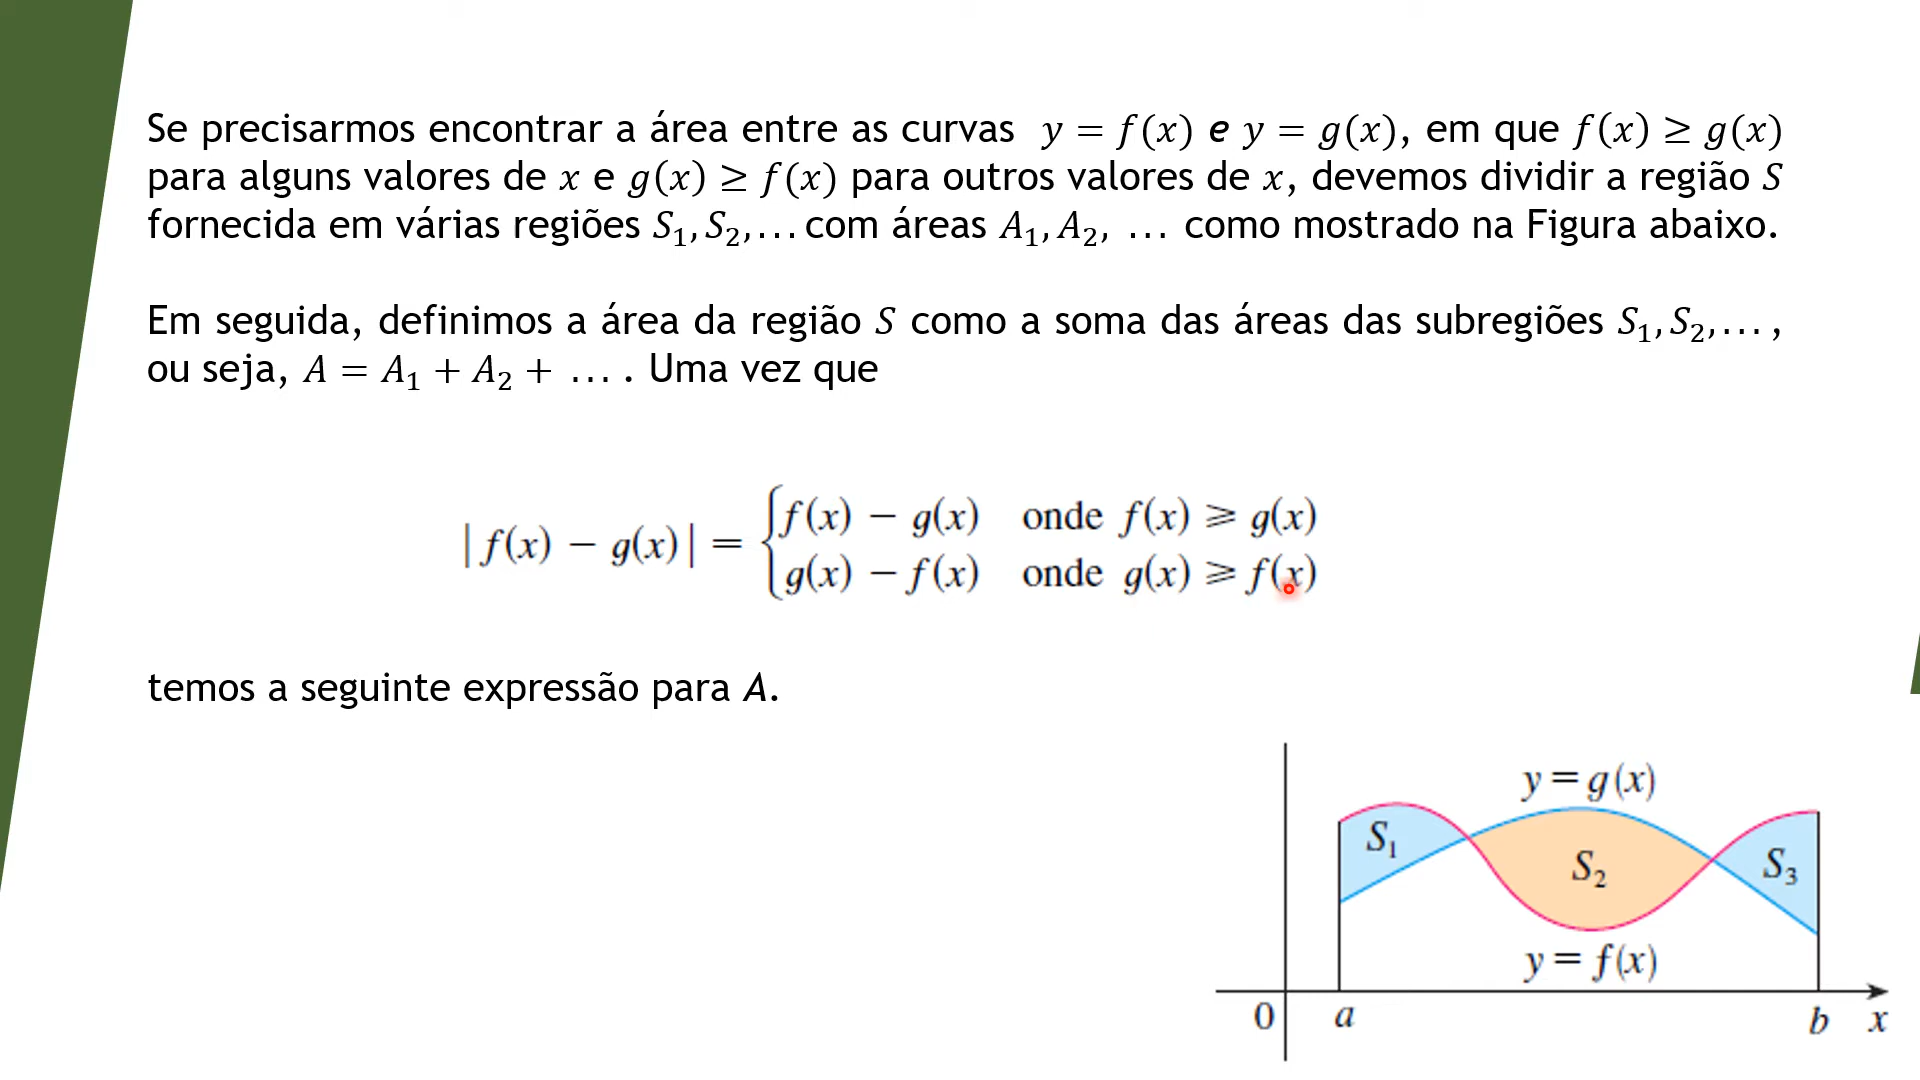 Se precisarmos encontrar a área entre as curvas y = f(x) e y = g(x), em que f(x) ≥ g(x)
para alguns valores de x e g(x) ≥ f(x) para outros valores de x, devemos dividir a região S
fornecida em várias regiões S₁, S₂, ... com áreas A₁, A₂, ... como mostrado na Figura abaixo.
Em seguida, definimos a área da região S como a soma das áreas das subregiões S₁, S₂, ... ,
ou seja, A = A₁ + A₂ + ... . Uma vez que
|f(x) − g(x)| = { f(x) − g(x) onde f(x) ⩾ g(x)
g(x) − f(x) onde g(x) ⩾ f(x)
temos a seguinte expressão para A.
y = g(x)
S₁
S₂
S₃
y = f(x)
0 a b x